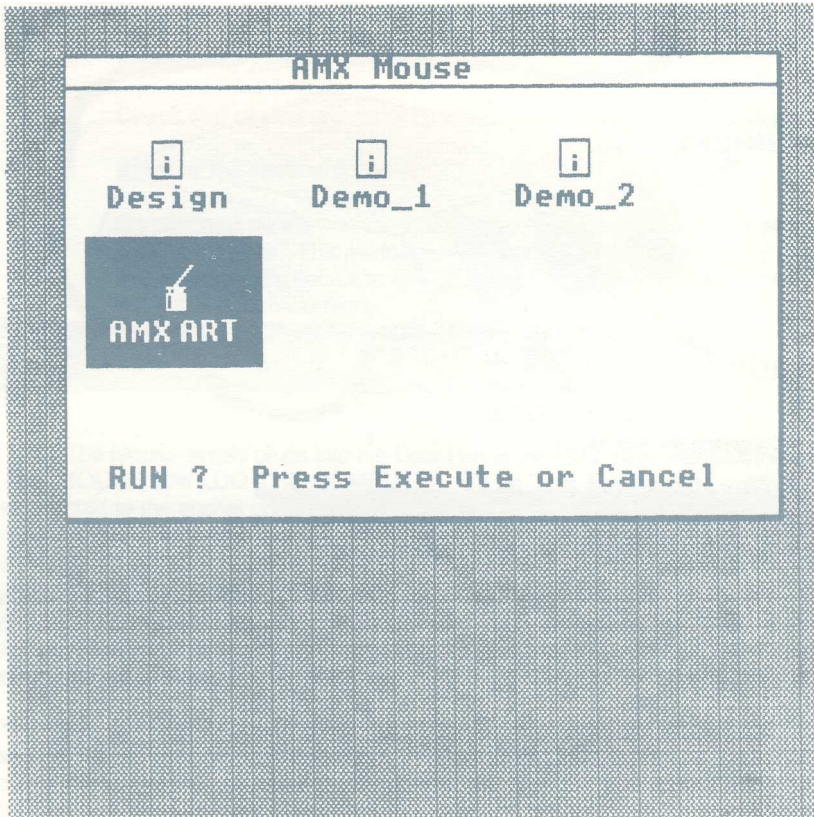 AMX Mouse
i i i
Design Demo_1 Demo_2
AMX ART
RUN ? Press Execute or Cancel